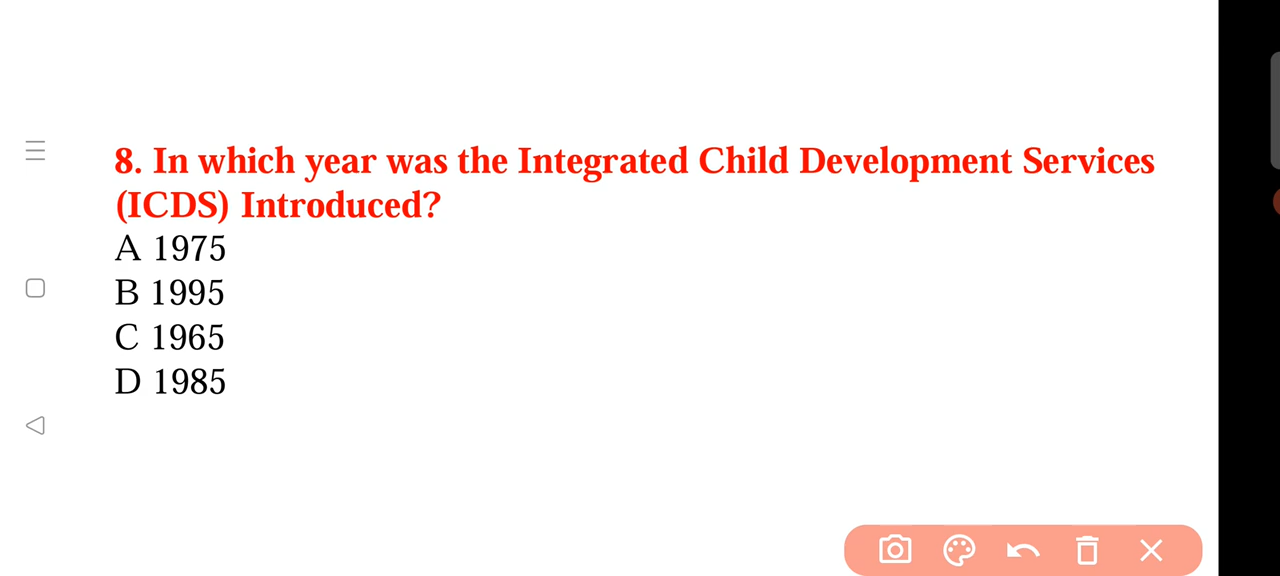 8. In which year was the Integrated Child Development Services
(ICDS) Introduced?
A 1975
B 1995
C 1965
D 1985